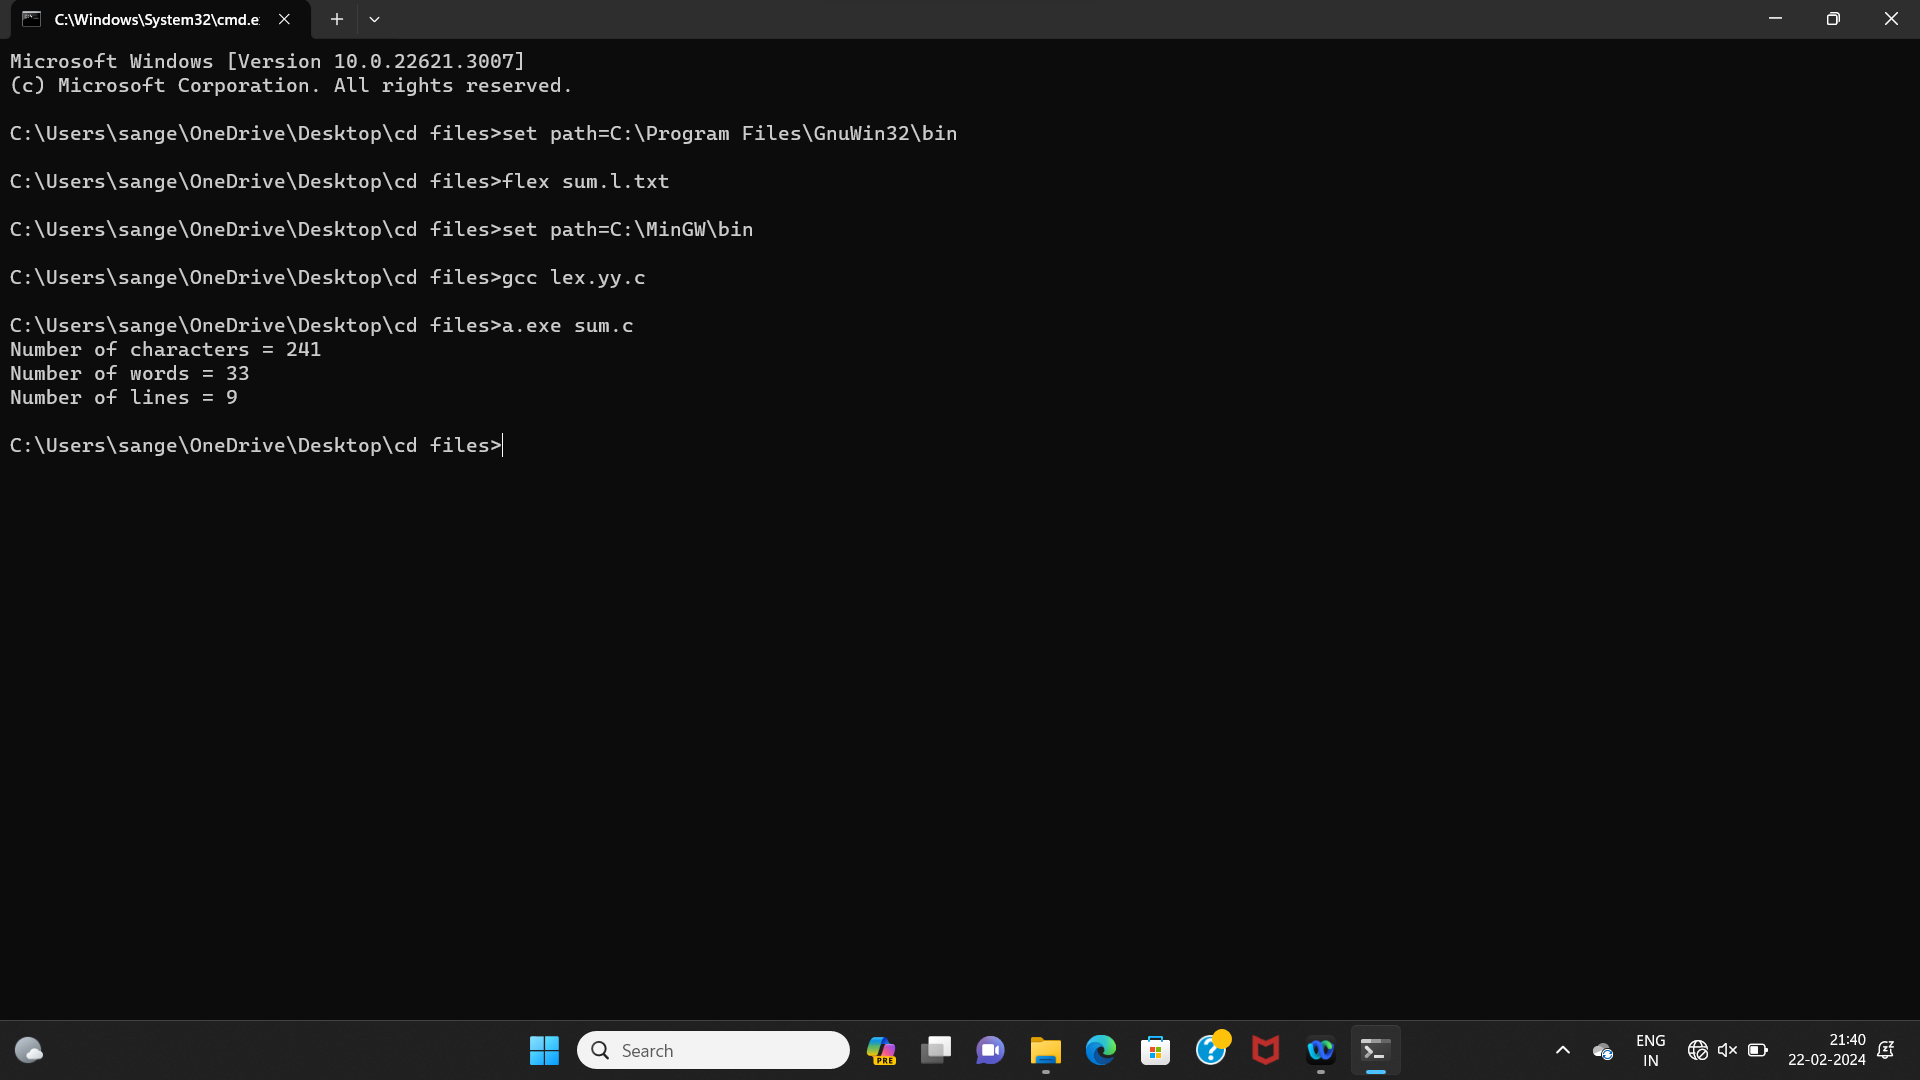 C:\Windows\System32\cmd.e
Microsoft Windows [Version 10.0.22621.3007]
(c) Microsoft Corporation. All rights reserved.
C:\Users\sange\OneDrive\Desktop\cd files>set path=C:\Program Files\GnuWin32\bin
C:\Users\sange\OneDrive\Desktop\cd files>flex sum.l.txt
C:\Users\sange\OneDrive\Desktop\cd files>set path=C:\MinGW\bin
C:\Users\sange\OneDrive\Desktop\cd files>gcc lex.yy.c
C:\Users\sange\OneDrive\Desktop\cd files>a.exe sum.c
Number of characters = 241
Number of words = 33
Number of lines = 9
C:\Users\sange\OneDrive\Desktop\cd files>
Search
PRE
ENG
IN
21:40
22-02-2024